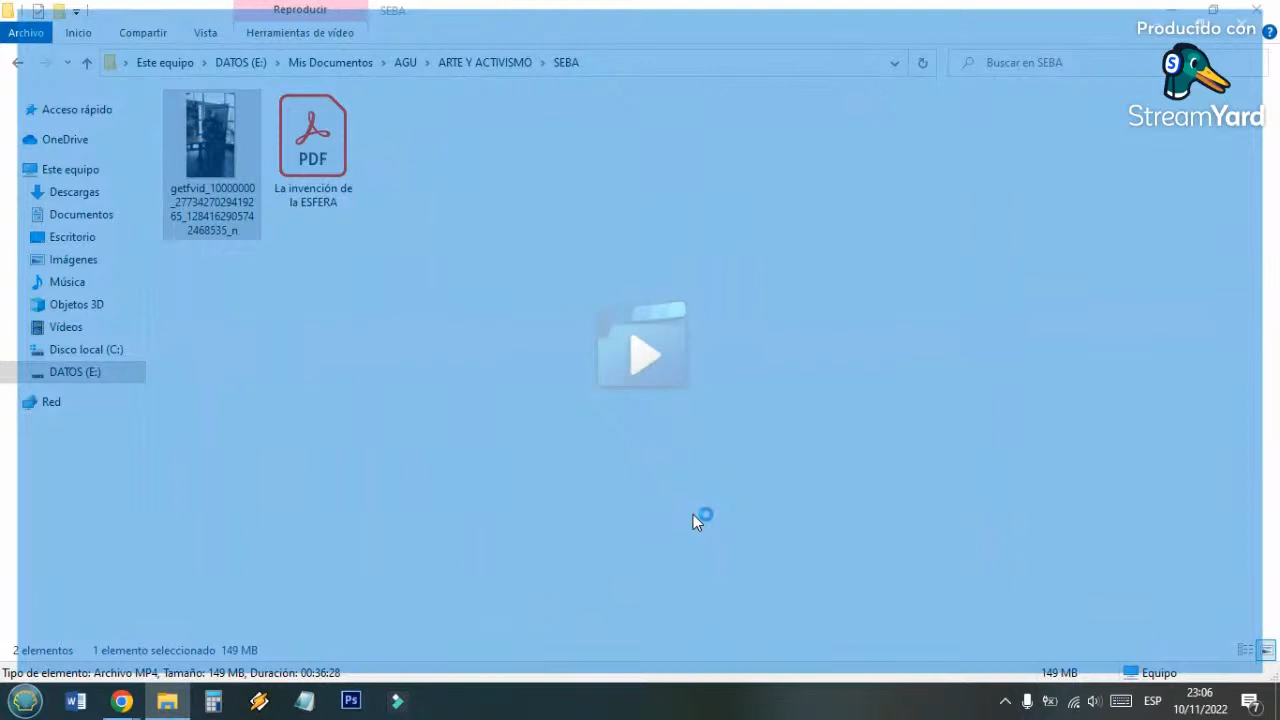 Reproducir
SEBA
Archivo
Inicio
Compartir
Vista
Herramientas de vídeo
Producido con
StreamYard
Este equipo
DATOS (E:)
Mis Documentos
AGU
ARTE Y ACTIVISMO
SEBA
Buscar en SEBA
Acceso rápido
OneDrive
Este equipo
Descargas
Documentos
Escritorio
Imágenes
Música
Objetos 3D
Vídeos
Disco local (C:)
DATOS (E:)
Red
getfvid_10000000
_27734270294192
65_128416290574
2468535_n
PDF
La invención de
la ESFERA
2 elementos
1 elemento seleccionado 149 MB
Tipo de elemento: Archivo MP4, Tamaño: 149 MB, Duración: 00:36:28
149 MB
Equipo
Ps
ESP
23:06
10/11/2022
7